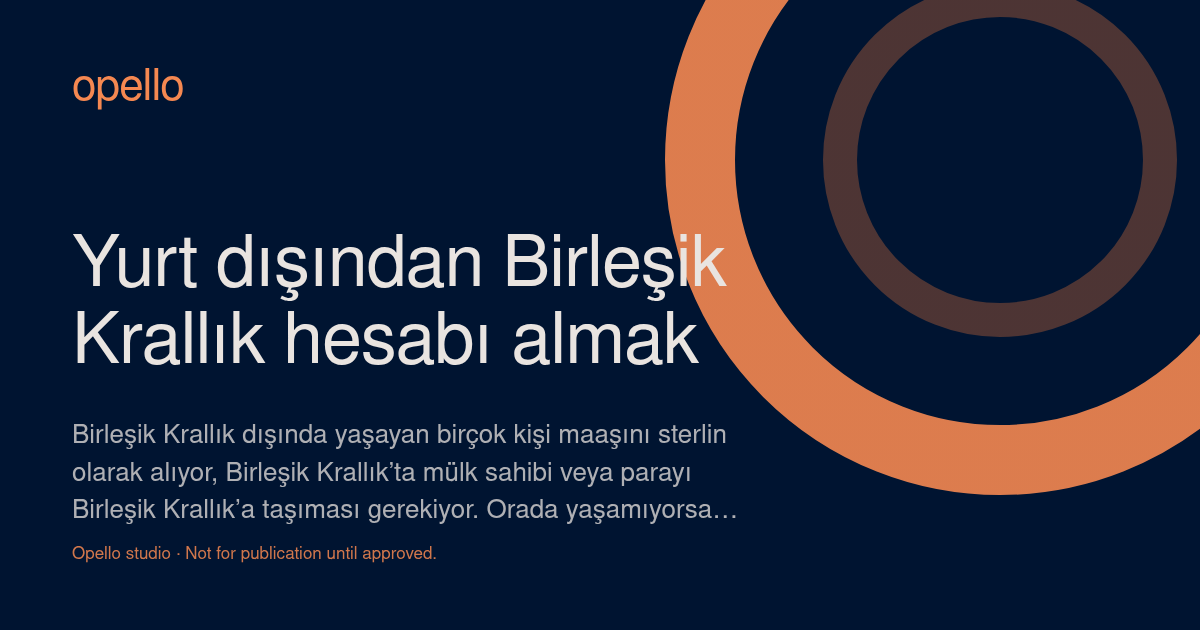 opello
Yurt dışından Birleşik
Krallık hesabı almak
Birleşik Krallık dışında yaşayan birçok kişi maaşını sterlin
olarak alıyor, Birleşik Krallık’ta mülk sahibi veya parayı
Birleşik Krallık’a taşıması gerekiyor. Orada yaşamıyorsa…
Opello studio · Not for publication until approved.